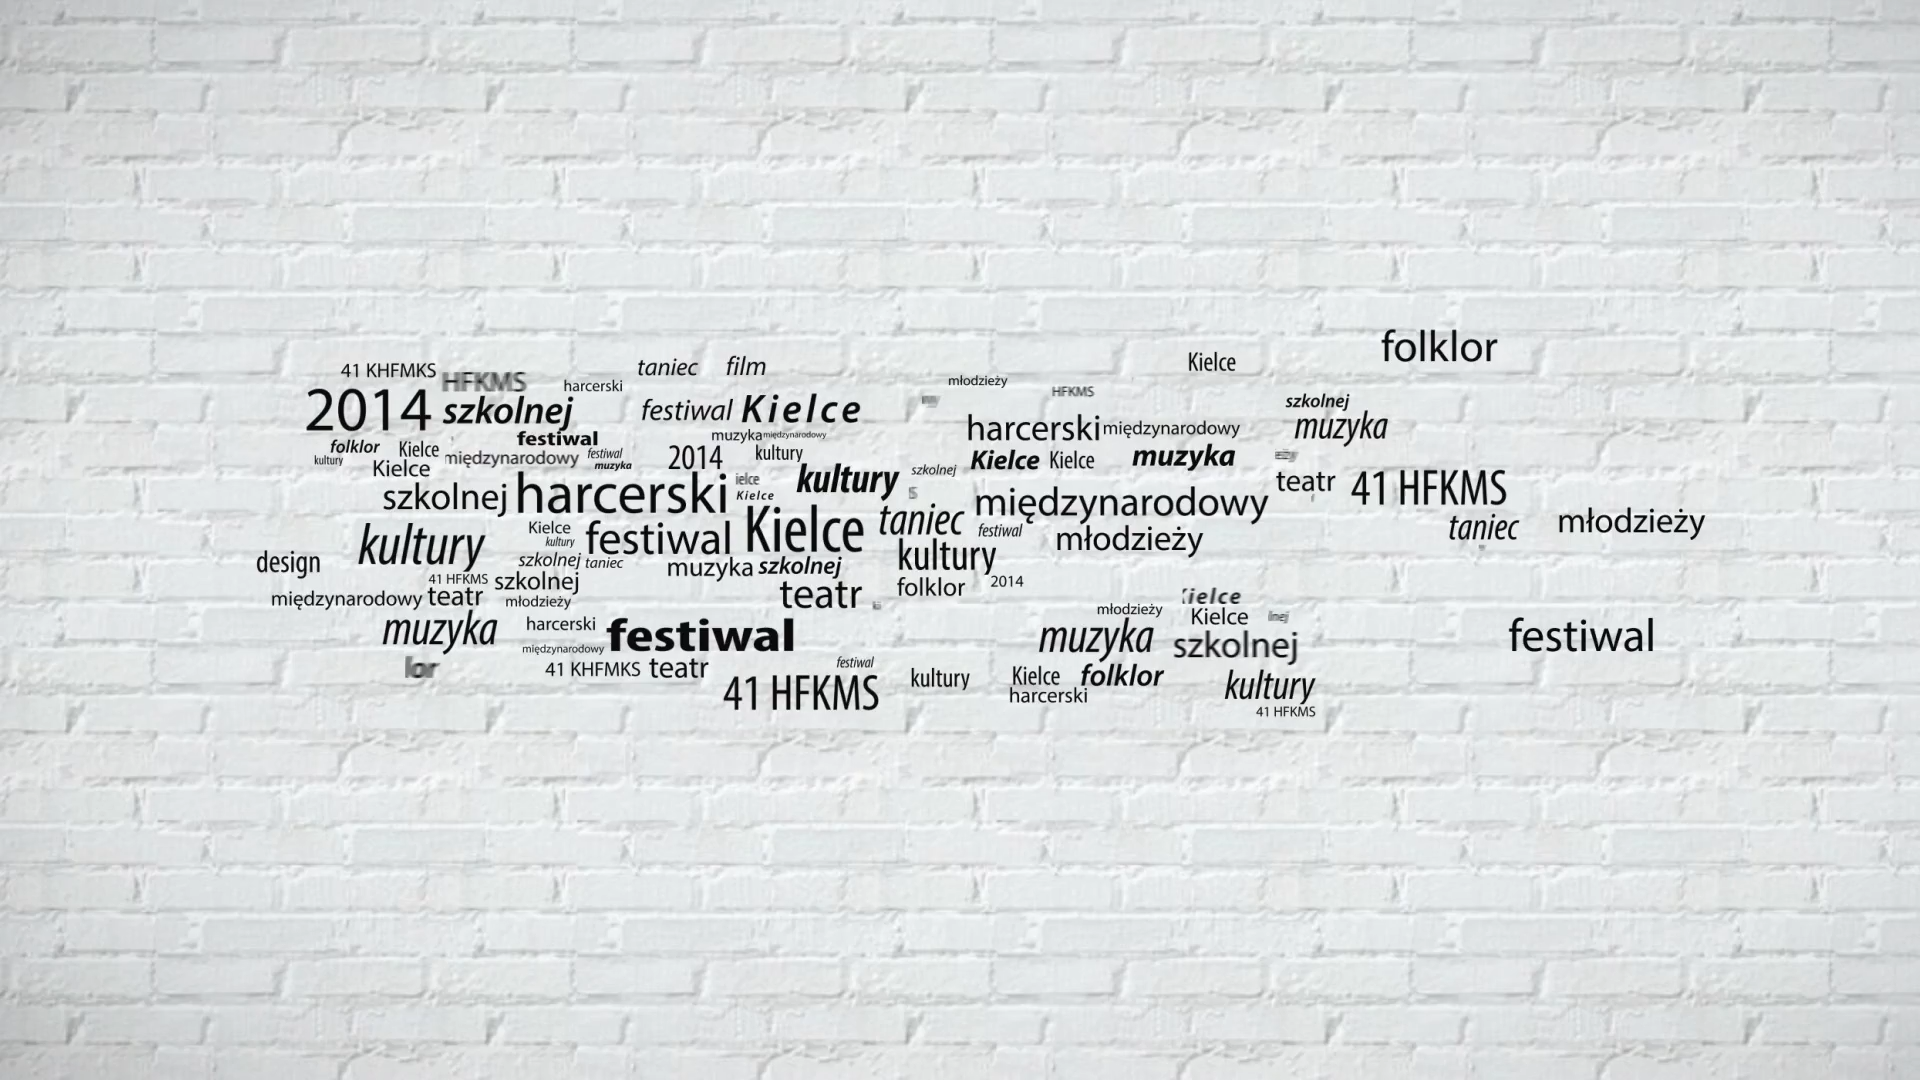 folklor
Kielce
41 KHFMKS
taniec film
HFKMS
harcerski
młodzieży
HFKMS
2014 szkolnej
festiwal Kielce
szkolnej
harcerski międzynarodowy
muzyka
festiwal
muzyka międzynarodowy
folklor Kielce
kultury
międzynarodowy
festiwal
muzyka
2014
kultury
Kielce Kielce muzyka
Kielce
szkolnej
kultury
szkolnej harcerski
Kielce
teatr 41 HFKMS
międzynarodowy
taniec
festiwal
młodzieży
taniec
młodzieży
kultury
Kielce
kultury
festiwal Kielce
kultury
design
szkolnej taniec
muzyka szkolnej
41 HFKMS szkolnej
folklor 2014
międzynarodowy teatr
młodzieży
teatr
młodzieży
Kielce
muzyka
harcerski
festiwal
międzynarodowy
muzyka
szkolnej
festiwal
41 KHFMKS teatr
festiwal
41 HFKMS
kultury
Kielce folklor
harcerski
kultury
41 HFKMS